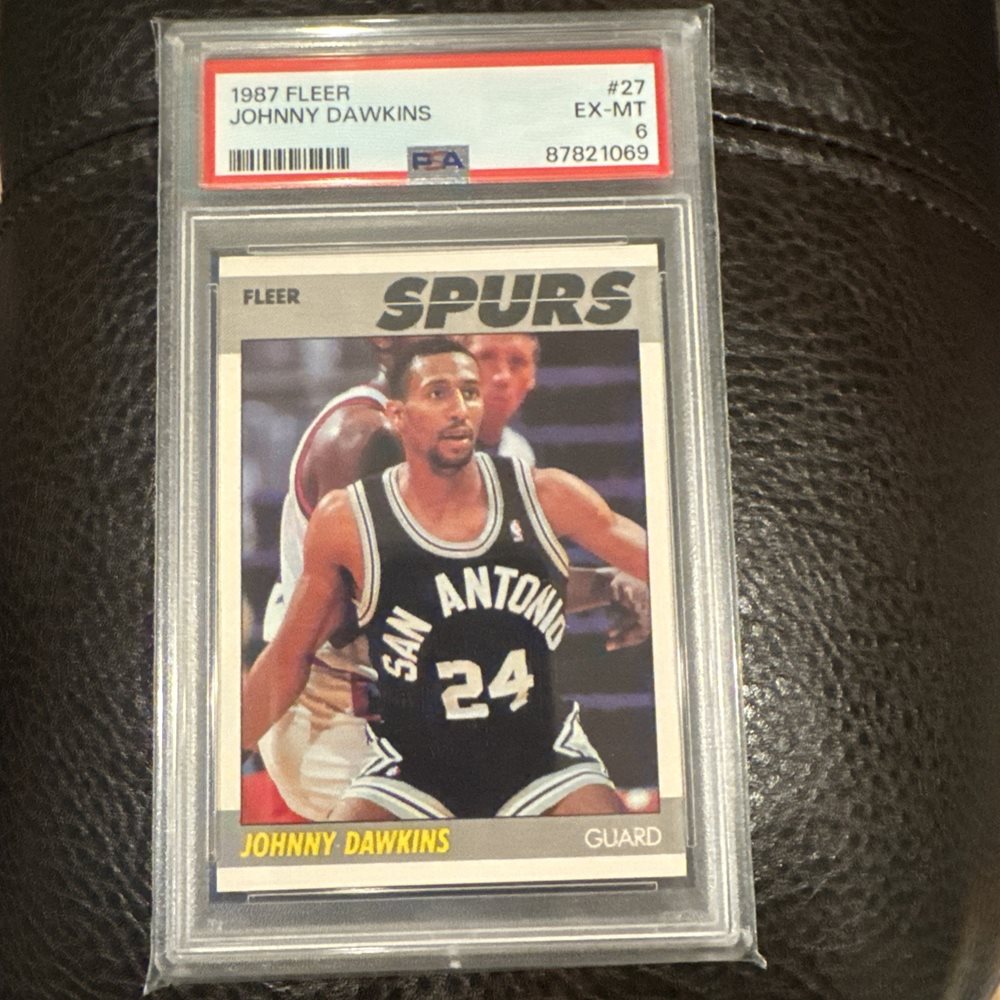 1987 FLEER #27
JOHNNY DAWKINS EX-MT
6
PSA 87821069
FLEER SPURS
SAN ANTONIO
24
JOHNNY DAWKINS GUARD